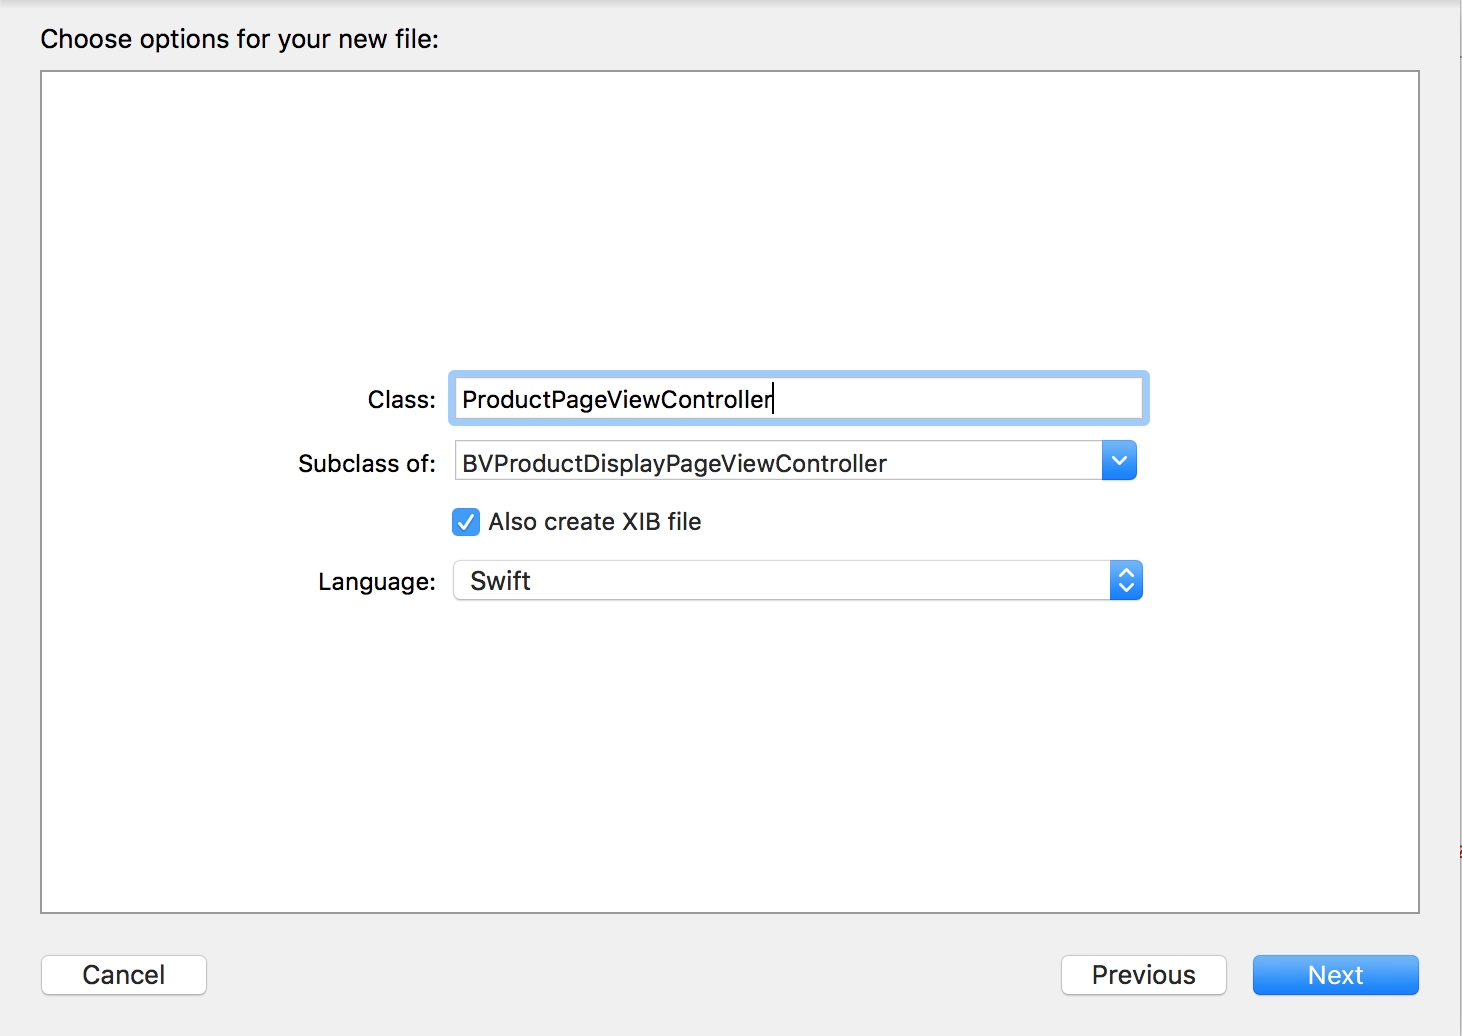 Choose options for your new file:
Class: ProductPageViewController
Subclass of: BVProductDisplayPageViewController
Also create XIB file
Language: Swift
Cancel Previous Next